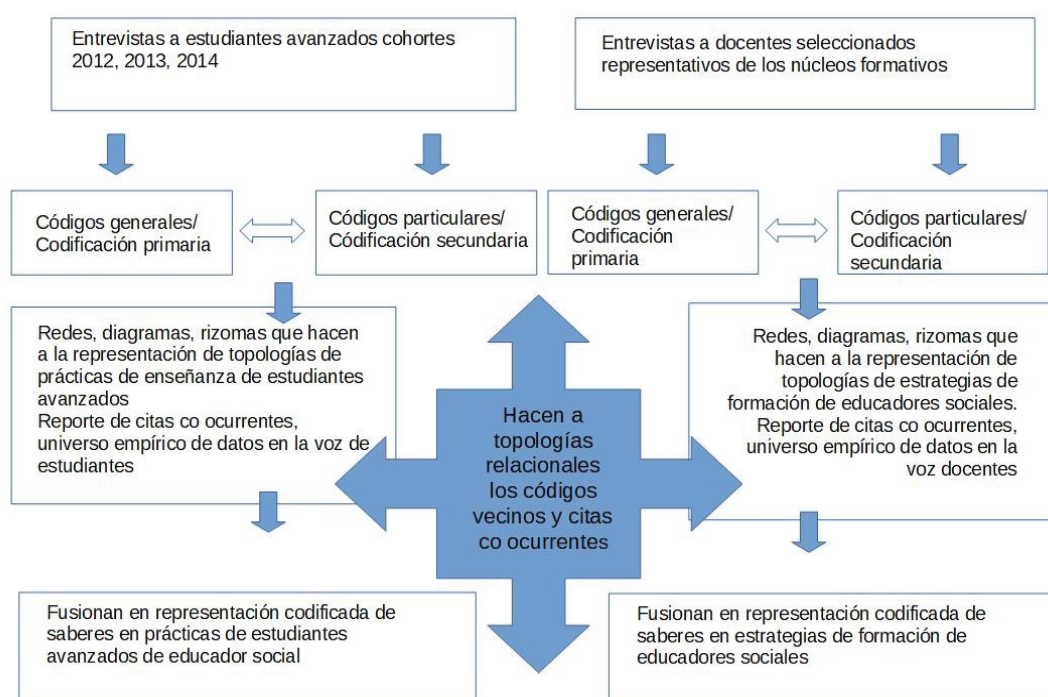 Entrevistas a estudiantes avanzados cohortes
2012, 2013, 2014
Entrevistas a docentes seleccionados
representativos de los núcleos formativos
Códigos generales/
Codificación primaria
Códigos particulares/
Códificación secundaria
Códigos generales/
Codificación
primaria
Códigos particulares/
Codificación
secundaria
Redes, diagramas, rizomas que hacen
a la representación de topologías de
prácticas de enseñanza de estudiantes
avanzados
Reporte de citas co ocurrentes,
universo empírico de datos en la voz de
estudiantes
Hacen a
topologías
relacionales
los códigos
vecinos y citas
co ocurrentes
Redes, diagramas, rizomas que
hacen a la representación de
topologías de estrategias de
formación de educadores sociales.
Reporte de citas co ocurrentes,
universo empírico de datos en la
voz docentes
Fusionan en representación codificada de
saberes en prácticas de estudiantes
avanzados de educador social
Fusionan en representación codificada de
saberes en estrategias de formación de
educadores sociales